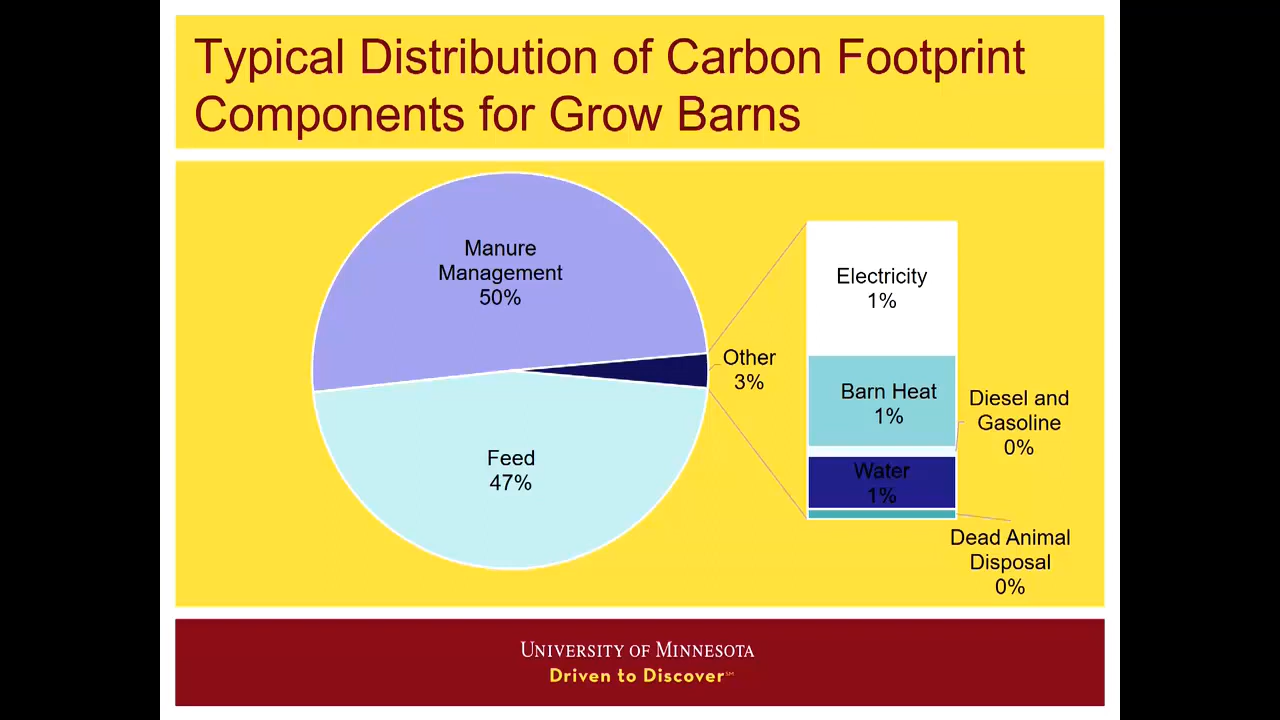 Typical Distribution of Carbon Footprint
Components for Grow Barns
Manure
Management
50%
Feed
47%
Other
3%
Electricity
1%
Barn Heat
1%
Diesel and
Gasoline
0%
Water
1%
Dead Animal
Disposal
0%
UNIVERSITY OF MINNESOTA
Driven to Discover℠